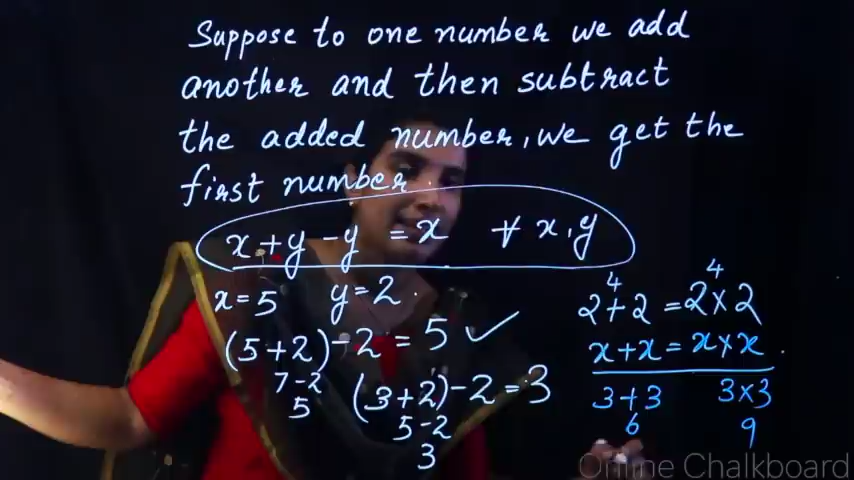 Suppose to one number we add
another and then subtract
the added number, we get the
first number.
x+y-y = x ∀ x,y
x=5 y=2.
(5+2)-2 = 5 ✓
7-2
5
(3+2)-2=3
5-2
3
4 4
2+2 =2×2
x+x=x×x.
3+3 3×3
6 9
Online Chalkboard